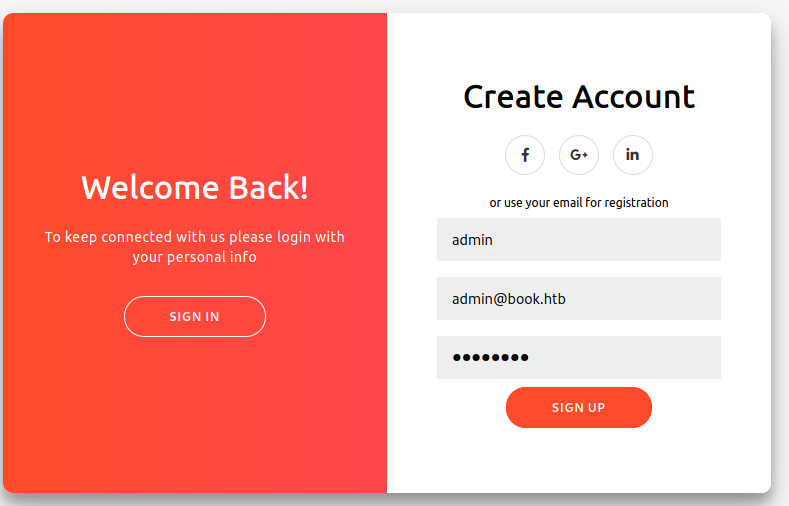 Welcome Back!
To keep connected with us please login with
your personal info
SIGN IN
Create Account
f
G+
in
or use your email for registration
admin
admin@book.htb
●●●●●●●●
SIGN UP